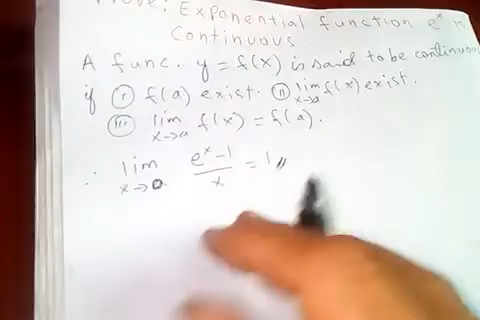 Prove: Exponential function e^x is
Continuous
A func. y = f(x) is said to be continuous
if (i) f(a) exist. (ii) lim x→a f(x) exist.
(iii) lim x→a f(x) = f(a).
∴ lim x→0 (e^x - 1)/x = 1 //